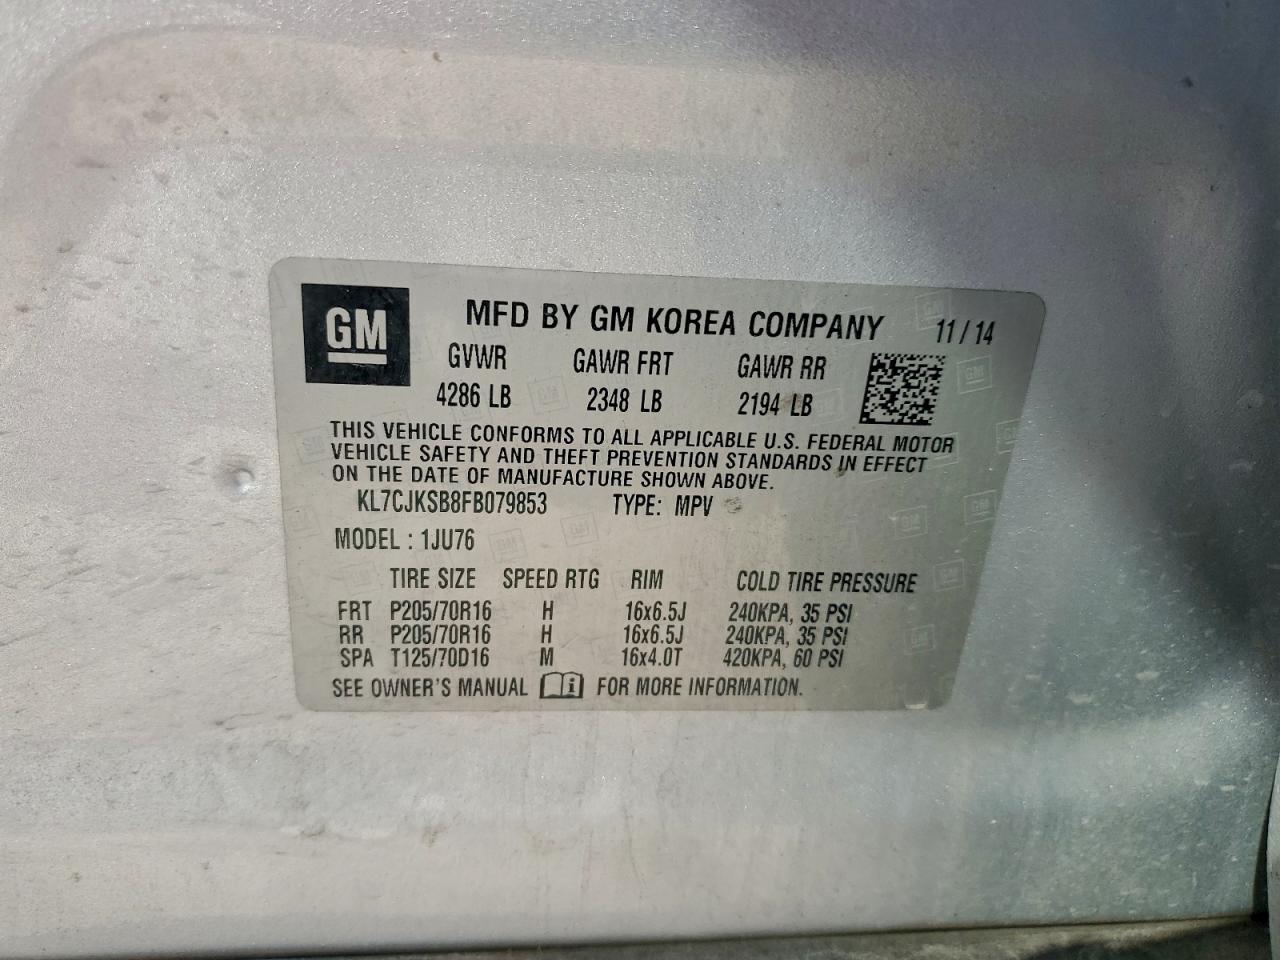 GM
MFD BY GM KOREA COMPANY 11/14
GVWR GAWR FRT GAWR RR
4286 LB 2348 LB 2194 LB
THIS VEHICLE CONFORMS TO ALL APPLICABLE U.S. FEDERAL MOTOR
VEHICLE SAFETY AND THEFT PREVENTION STANDARDS IN EFFECT
ON THE DATE OF MANUFACTURE SHOWN ABOVE.
KL7CJKSB8FB079853 TYPE: MPV
MODEL : 1JU76
TIRE SIZE SPEED RTG RIM COLD TIRE PRESSURE
FRT P205/70R16 H 16x6.5J 240KPA, 35 PSI
RR P205/70R16 H 16x6.5J 240KPA, 35 PSI
SPA T125/70D16 M 16x4.0T 420KPA, 60 PSI
SEE OWNER'S MANUAL i FOR MORE INFORMATION.